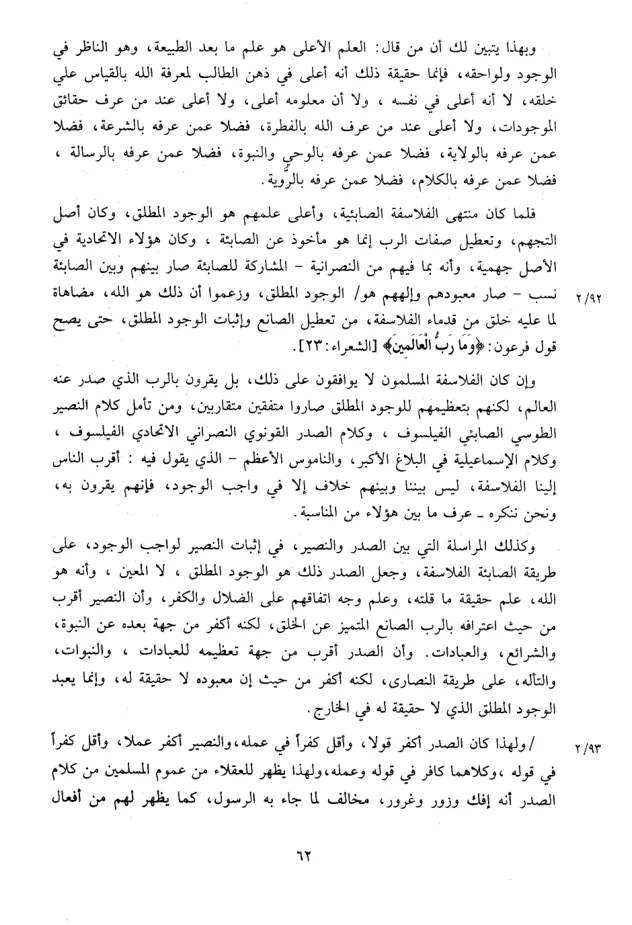 وبهذا يتبين لك أن من قال: العلم الأعلى هو علم ما بعد الطبيعة، وهو الناظر في
الوجود ولواحقه، فإنما حقيقة ذلك أنه أعلى في ذهن الطالب لمعرفة الله بالقياس علي
خلقه، لا أنه أعلى في نفسه ، ولا أن معلومه أعلى، ولا أعلى عند من عرف حقائق
الموجودات، ولا أعلى عند من عرف الله بالفطرة، فضلا عمن عرفه بالشرعة، فضلا
عمن عرفه بالولاية، فضلا عمن عرفه بالوحي والنبوة، فضلا عمن عرفه بالرسالة ،
فضلا عمن عرفه بالكلام، فضلا عمن عرفه بالرُّوية.
فلما كان منتهى الفلاسفة الصابئية، وأعلى علمهم هو الوجود المطلق، وكان أصل
التجهم، وتعطيل صفات الرب إنما هو مأخوذ عن الصابئة ، وكان هؤلاء الاتحادية في
الأصل جهمية، وأنه بما فيهم من النصرانية – المشاركة للصابئة صار بينهم وبين الصابئة
٢/٩٢ نسب – صار معبودهم وإلههم هو/ الوجود المطلق، وزعموا أن ذلك هو الله، مضاهاة
لما عليه خلق من قدماء الفلاسفة، من تعطيل الصانع وإثبات الوجود المطلق، حتى يصح
قول فرعون: ﴿وَمَا رَبُّ الْعَالَمِينَ﴾ [الشعراء:٢٣].
وإن كان الفلاسفة المسلمون لا يوافقون على ذلك، بل يقرون بالرب الذي صدر عنه
العالم، لكنهم بتعظيمهم للوجود المطلق صاروا متفقين متقاربين، ومن تأمل كلام النصير
الطوسي الصابئي الفيلسوف ، وكلام الصدر القونوي النصراني الاتحادي الفيلسوف ،
وكلام الإسماعيلية في البلاغ الأكبر، والناموس الأعظم – الذي يقول فيه : أقرب الناس
إلينا الفلاسفة، ليس بيننا وبينهم خلاف إلا في واجب الوجود، فإنهم يقرون به،
ونحن ننكره ـ عرف ما بين هؤلاء من المناسبة.
وكذلك المراسلة التي بين الصدر والنصير، في إثبات النصير لواجب الوجود، على
طريقة الصابئة الفلاسفة، وجعل الصدر ذلك هو الوجود المطلق ، لا المعين ، وأنه هو
الله، علم حقيقة ما قلته، وعلم وجه اتفاقهم على الضلال والكفر، وأن النصير أقرب
من حيث اعترافه بالرب الصانع المتميز عن الخلق، لكنه أكفر من جهة بعده عن النبوة،
والشرائع، والعبادات. وأن الصدر أقرب من جهة تعظيمه للعبادات ، والنبوات،
والتأله، على طريقة النصارى، لكنه أكفر من حيث إن معبوده لا حقيقة له، وإنما يعبد
الوجود المطلق الذي لا حقيقة له في الخارج.
٢/٩٣ / ولهذا كان الصدر أكفر قولا، وأقل كفراً في عمله،والنصير أكفر عملا، وأقل كفراً
في قوله ،وكلاهما كافر في قوله وعمله،ولهذا يظهر للعقلاء من عموم المسلمين من كلام
الصدر أنه إفك وزور وغرور، مخالف لما جاء به الرسول، كما يظهر لهم من أفعال
٦٢